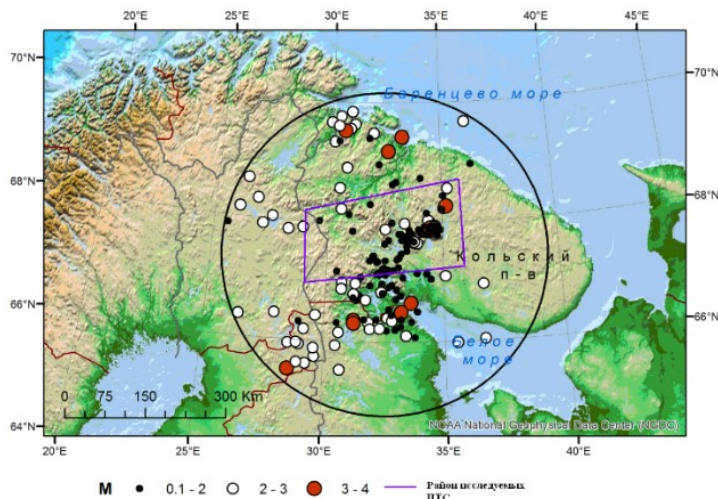 20°E 25°E 30°E 35°E 40°E 45°E
70°N 70°N
Баренцево море
68°N 68°N
Кольский
п-в
66°N 66°N
Белое
море
0 75 150 300 Km
64°N 64°N
NOAA National Geophysical Data Center (NGDC)
20°E 25°E 30°E 35°E 40°E
М 0.1 - 2 2 - 3 3 - 4 Район исследуемых
ПТС